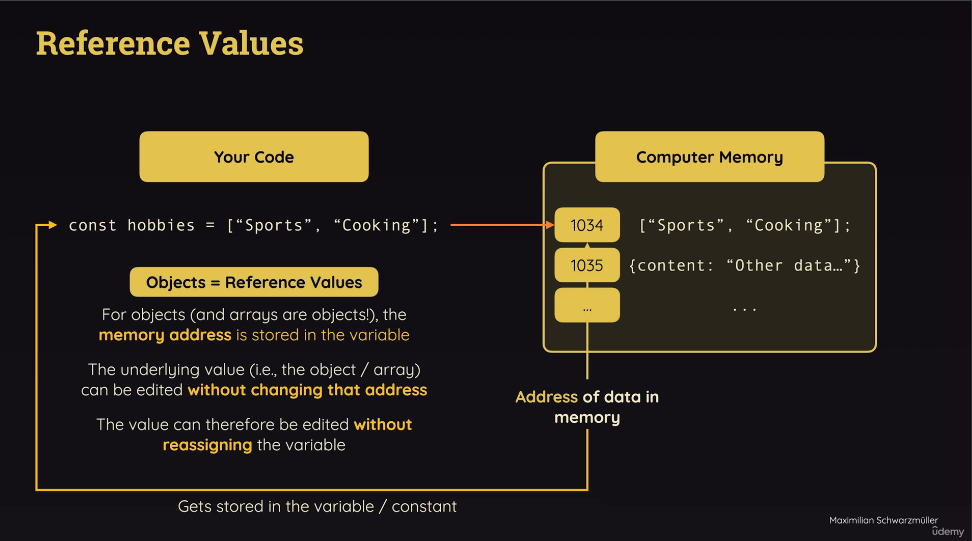 Reference Values
Your Code
Computer Memory
const hobbies = [“Sports”, “Cooking”];
1034
[“Sports”, “Cooking”];
1035
{content: “Other data…”}
...
...
Objects = Reference Values
For objects (and arrays are objects!), the
memory address is stored in the variable
The underlying value (i.e., the object / array)
can be edited without changing that address
The value can therefore be edited without
reassigning the variable
Address of data in
memory
Gets stored in the variable / constant
Maximilian Schwarzmüller
ûdemy